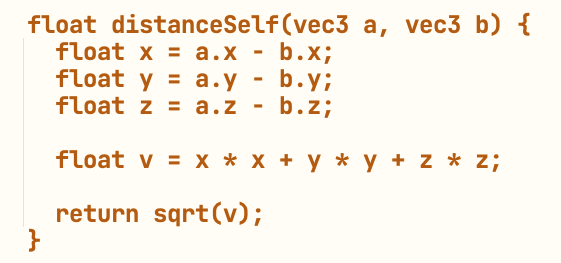 float distanceSelf(vec3 a, vec3 b) {
  float x = a.x - b.x;
  float y = a.y - b.y;
  float z = a.z - b.z;

  float v = x * x + y * y + z * z;

  return sqrt(v);
}